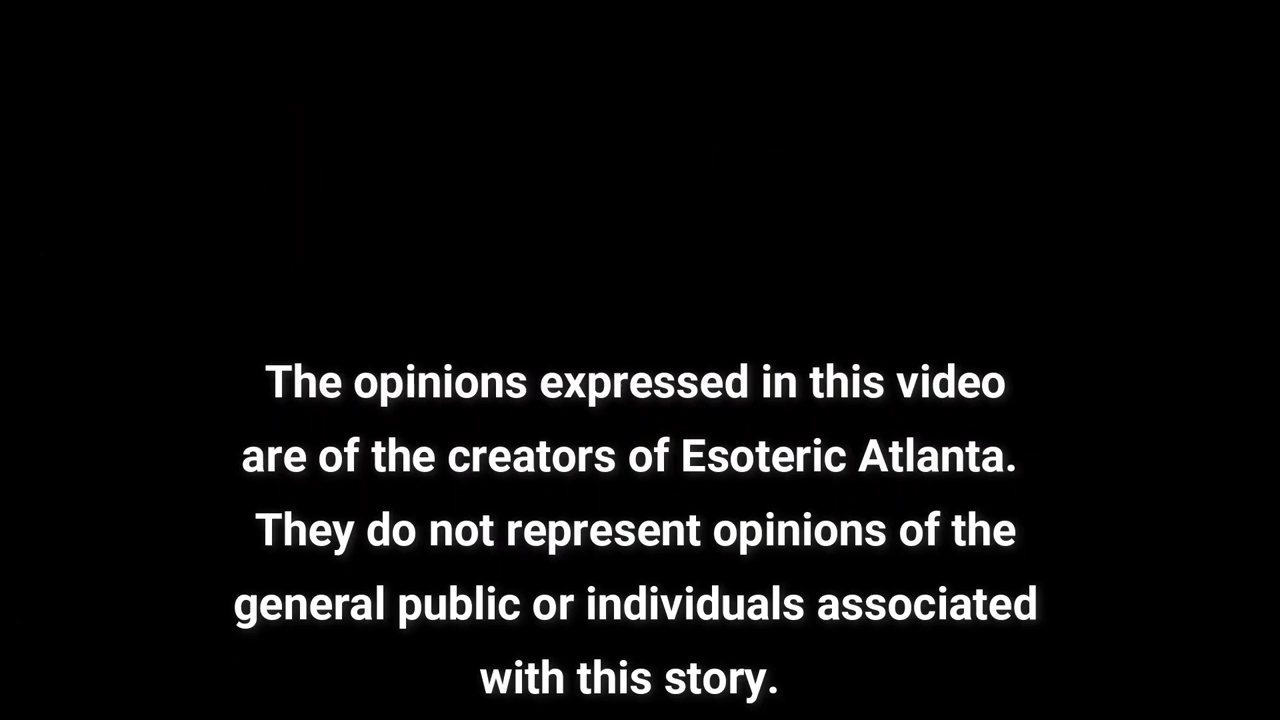 The opinions expressed in this video
are of the creators of Esoteric Atlanta.
They do not represent opinions of the
general public or individuals associated
with this story.